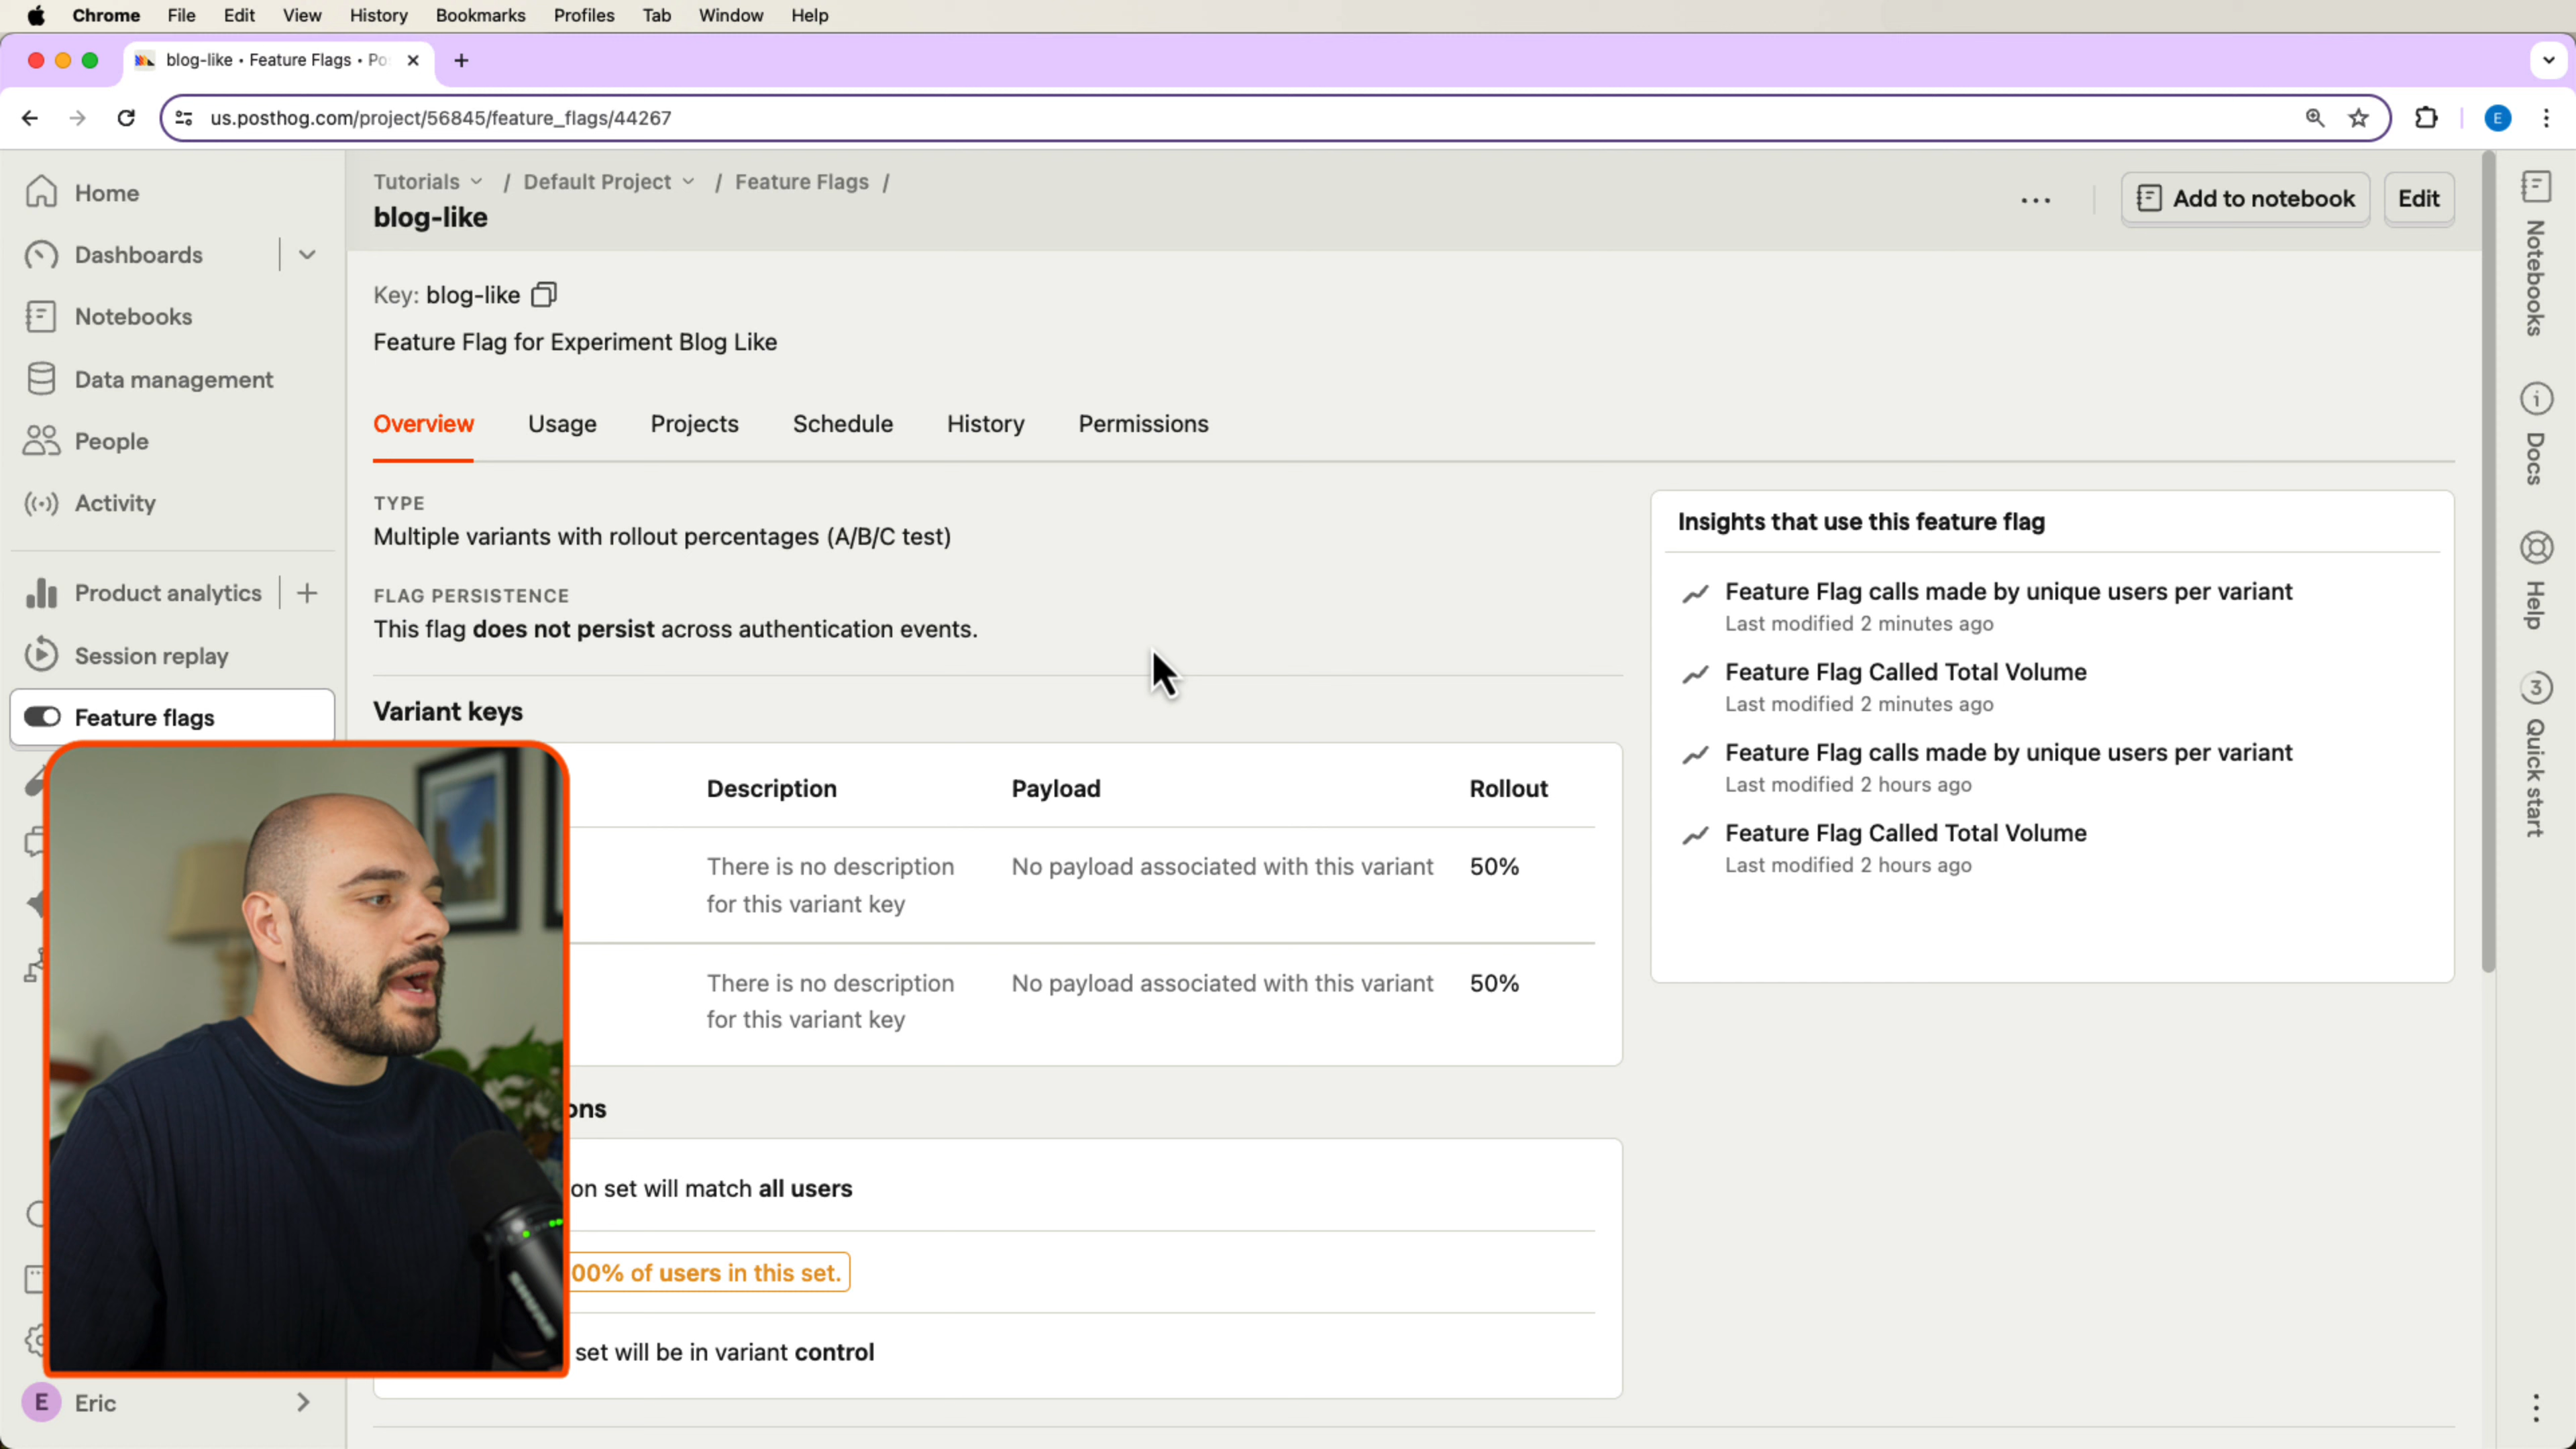 Chrome File Edit View History Bookmarks Profiles Tab Window Help
blog-like • Feature Flags • Po
us.posthog.com/project/56845/feature_flags/44267
E
Home
Dashboards
Notebooks
Data management
People
Activity
Product analytics
Session replay
Feature flags
E Eric
Tutorials / Default Project / Feature Flags /
blog-like
Add to notebook
Edit
Key: blog-like
Feature Flag for Experiment Blog Like
Overview Usage Projects Schedule History Permissions
TYPE
Multiple variants with rollout percentages (A/B/C test)
FLAG PERSISTENCE
This flag does not persist across authentication events.
Variant keys
Description Payload Rollout
There is no description No payload associated with this variant 50%
for this variant key
There is no description No payload associated with this variant 50%
for this variant key
ons
on set will match all users
00% of users in this set.
set will be in variant control
Insights that use this feature flag
Feature Flag calls made by unique users per variant
Last modified 2 minutes ago
Feature Flag Called Total Volume
Last modified 2 minutes ago
Feature Flag calls made by unique users per variant
Last modified 2 hours ago
Feature Flag Called Total Volume
Last modified 2 hours ago
Notebooks
Docs
Help
3
Quick start